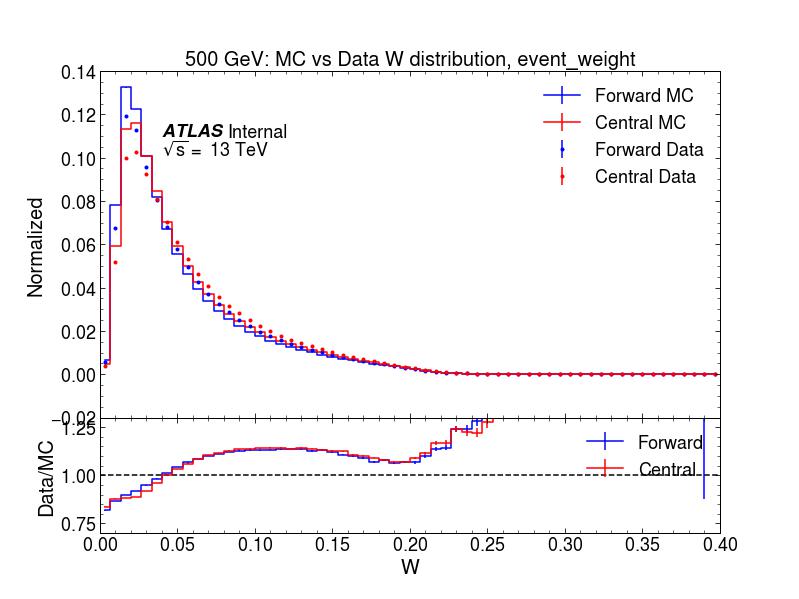 500 GeV: MC vs Data W distribution, event_weight
0.14
0.12
0.10
0.08
0.06
0.04
0.02
0.00
−0.02
Normalized
ATLAS Internal
√s = 13 TeV
Forward MC
Central MC
Forward Data
Central Data
1.25
1.00
0.75
Data/MC
Forward
Central
0.00 0.05 0.10 0.15 0.20 0.25 0.30 0.35 0.40
W